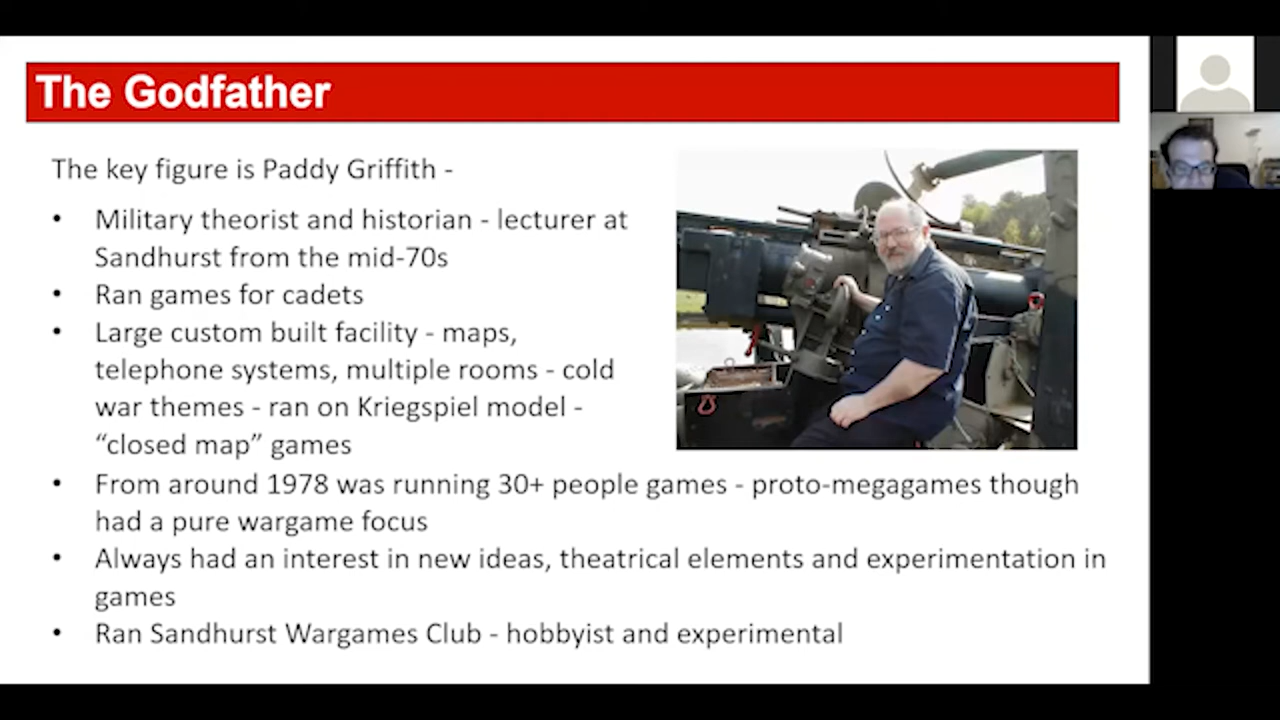 The Godfather
The key figure is Paddy Griffith -
• Military theorist and historian - lecturer at
Sandhurst from the mid-70s
• Ran games for cadets
• Large custom built facility - maps,
telephone systems, multiple rooms - cold
war themes - ran on Kriegspiel model -
“closed map” games
• From around 1978 was running 30+ people games - proto-megagames though
had a pure wargame focus
• Always had an interest in new ideas, theatrical elements and experimentation in
games
• Ran Sandhurst Wargames Club - hobbyist and experimental